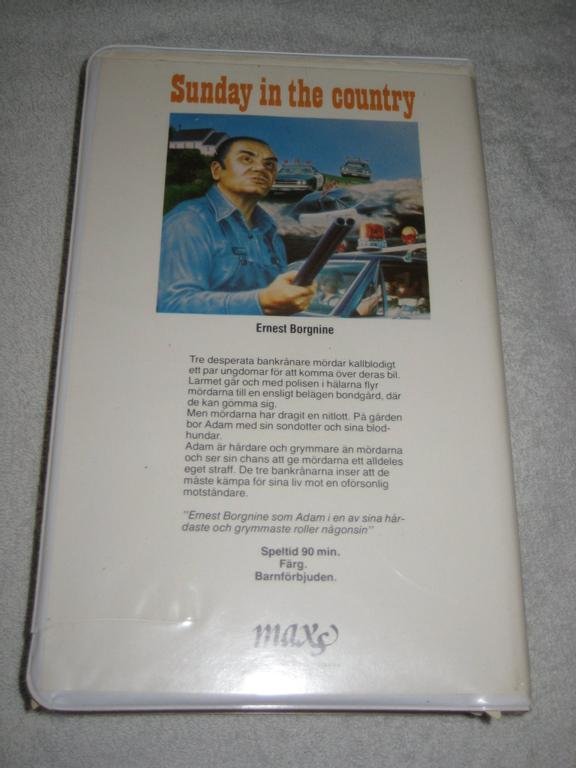 Sunday in the country
Ernest Borgnine
Tre desperata bankrånare mördar kallblodigt
ett par ungdomar för att komma över deras bil.
Larmet går och med polisen i hälarna flyr
mördarna till en ensligt belägen bondgård, där
de kan gömma sig.
Men mördarna har dragit en nitlott. På gården
bor Adam med sin sondotter och sina blod-
hundar.
Adam är hårdare och grymmare än mördarna
och ser sin chans att ge mördarna ett alldeles
eget straff. De tre bankrånarna inser att de
måste kämpa för sina liv mot en oförsonlig
motståndare.
"Ernest Borgnine som Adam i en av sina hår-
daste och grymmaste roller någonsin"
Speltid 90 min.
Färg.
Barnförbjuden.
maxs